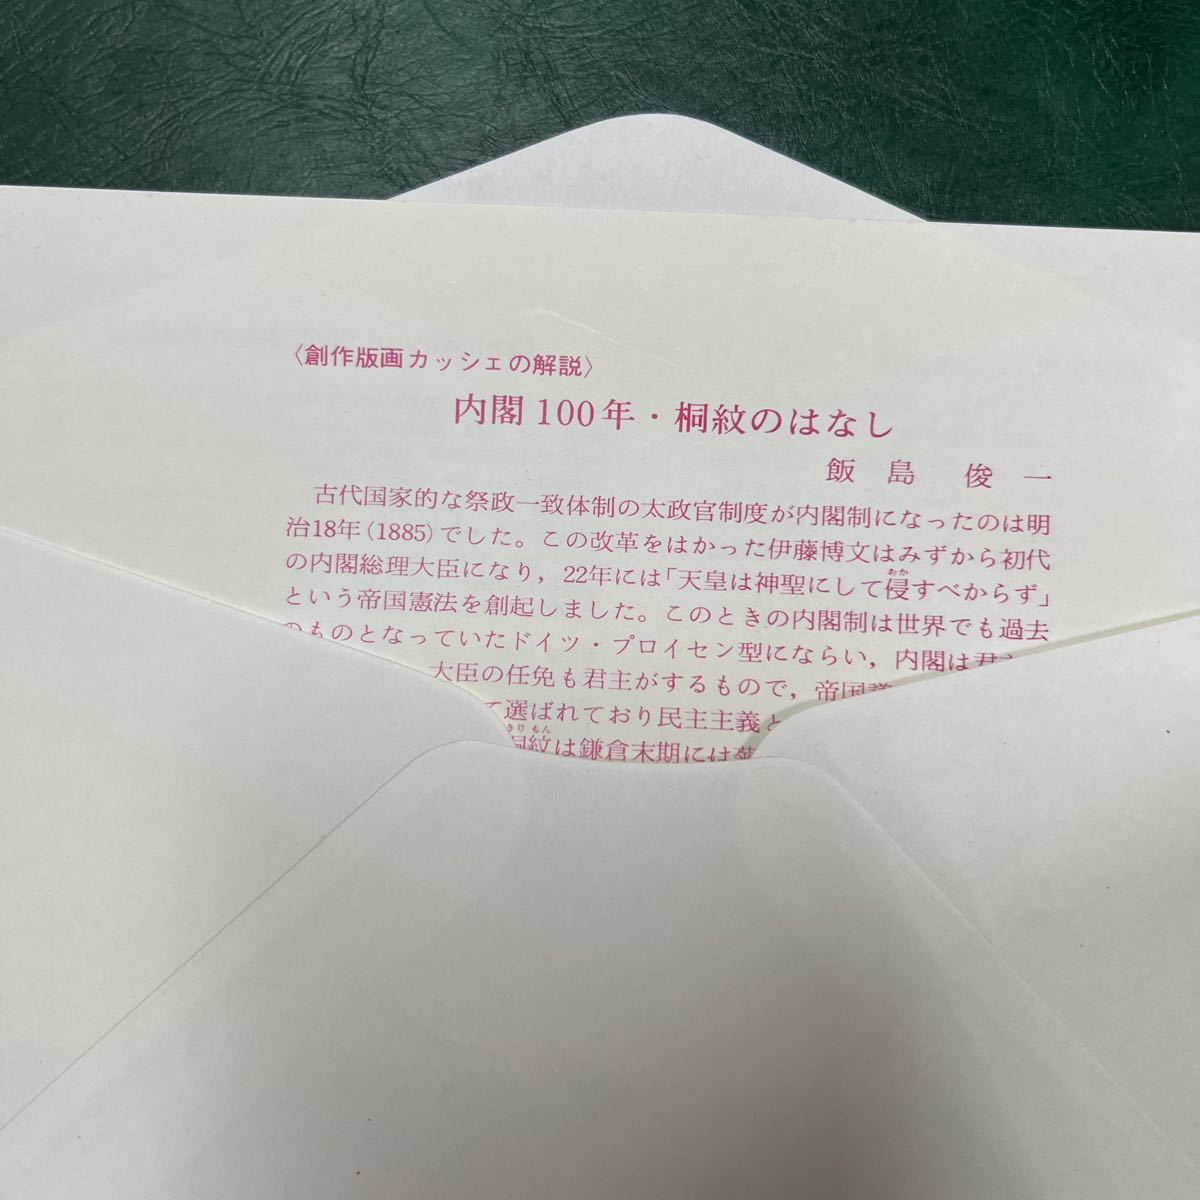 〈創作版画カッシェの解説〉
内閣100年・桐紋のはなし
飯島 俊一
古代国家的な祭政一致体制の太政官制度が内閣制になったのは明
治18年(1885)でした。この改革をはかった伊藤博文はみずから初代
の内閣総理大臣になり，22年には「天皇は神聖にして侵すべからず」
という帝国憲法を創起しました。このときの内閣制は世界でも過去
のものとなっていたドイツ・プロイセン型にならい，内閣は君
大臣の任免も君主がするもので，帝国
て選ばれており民主主義と
桐紋は鎌倉末期には